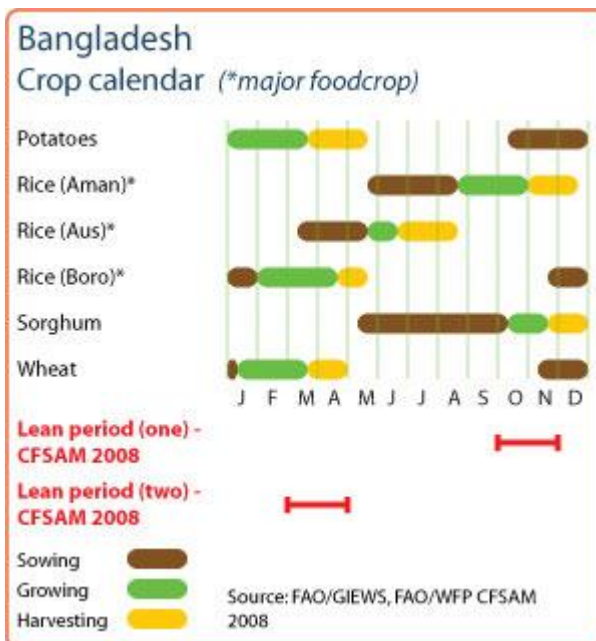 Bangladesh
Crop calendar (*major foodcrop)
Potatoes
Rice (Aman)*
Rice (Aus)*
Rice (Boro)*
Sorghum
Wheat
J F M A M J J A S O N D
Lean period (one) -
CFSAM 2008
Lean period (two) -
CFSAM 2008
Sowing
Growing
Harvesting
Source: FAO/GIEWS, FAO/WFP CFSAM
2008